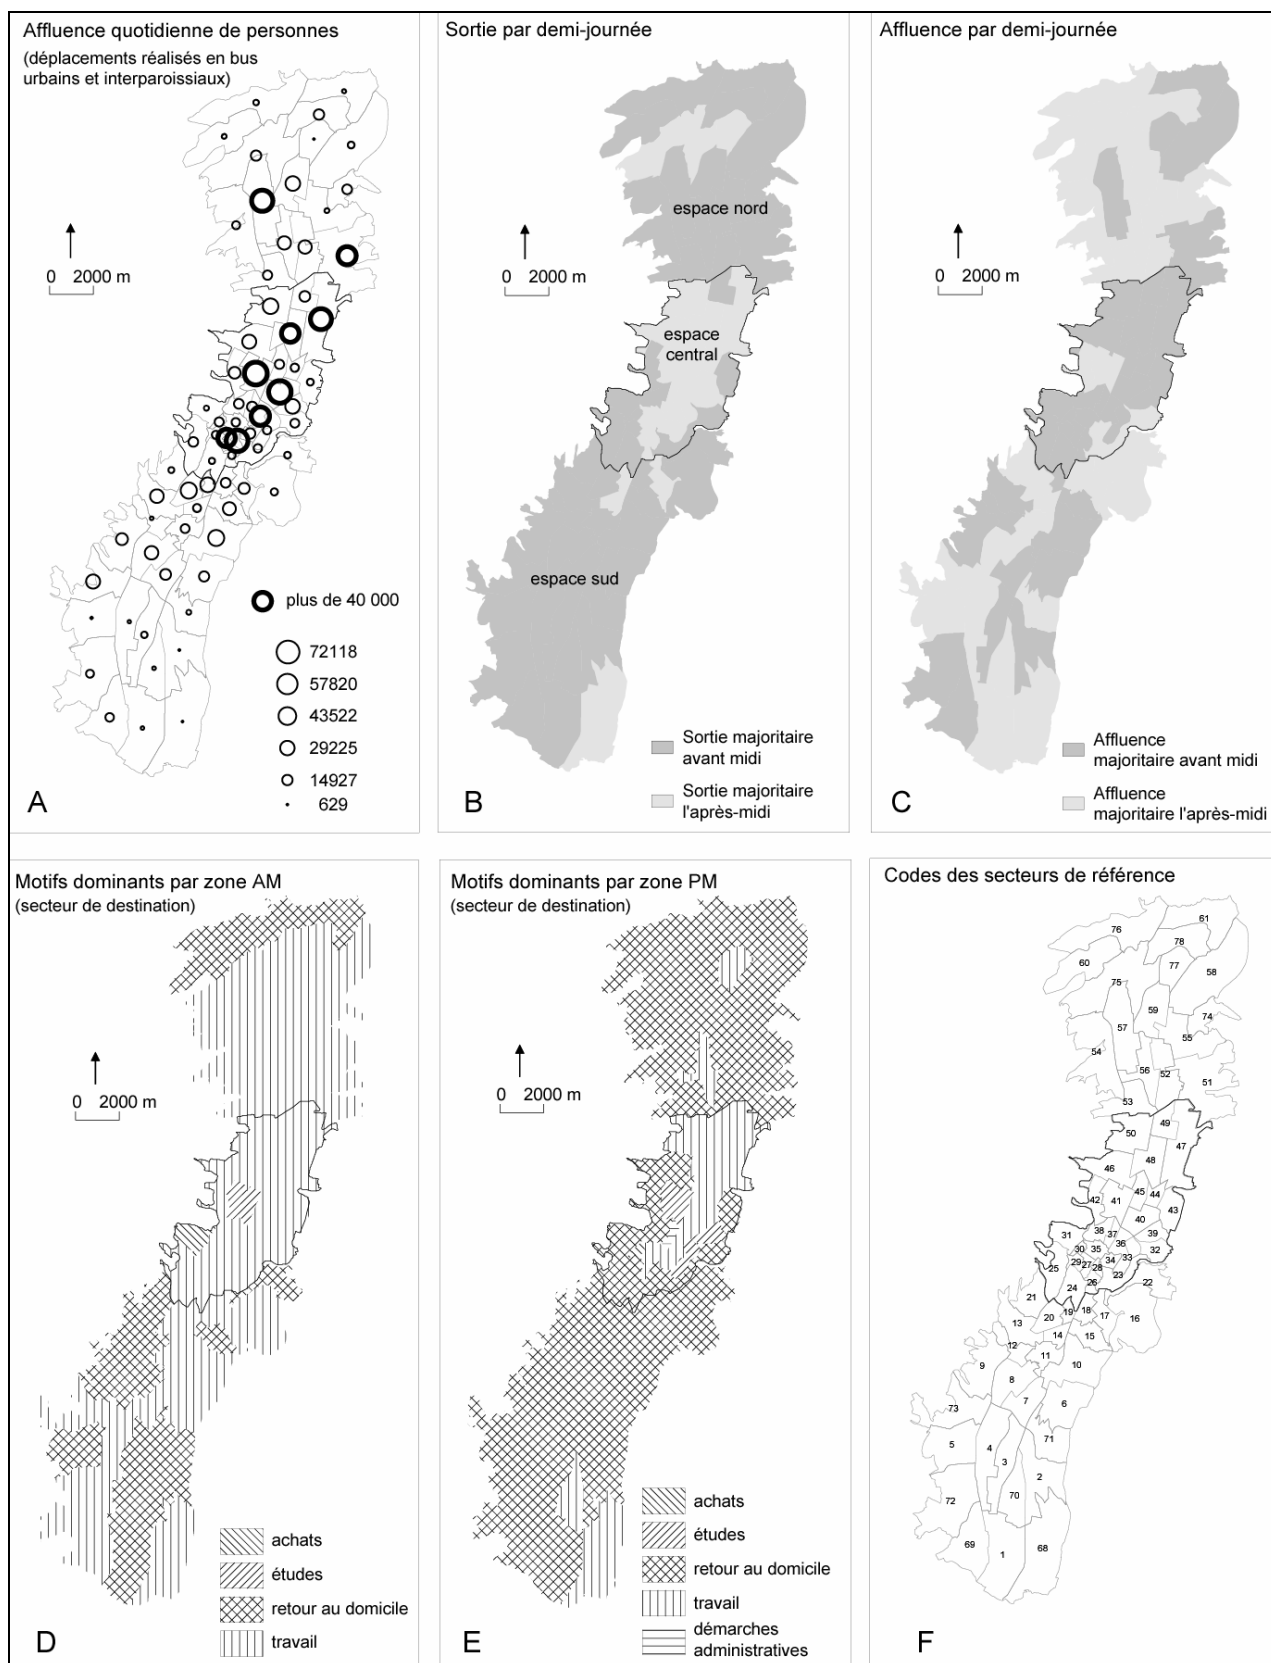 Affluence quotidienne de personnes
(déplacements réalisés en bus
urbains et interparoissiaux)
0 2000 m
plus de 40 000
72118
57820
43522
29225
14927
629
A
Sortie par demi-journée
espace nord
0 2000 m
espace
central
espace sud
Sortie majoritaire
avant midi
Sortie majoritaire
l'après-midi
B
Affluence par demi-journée
0 2000 m
Affluence
majoritaire avant midi
Affluence
majoritaire l'après-midi
C
Motifs dominants par zone AM
(secteur de destination)
0 2000 m
achats
études
retour au domicile
travail
D
Motifs dominants par zone PM
(secteur de destination)
0 2000 m
achats
études
retour au domicile
travail
démarches
administratives
E
Codes des secteurs de référence
61
76
78
60
77
58
75
59
74
57
55
54
56
52
51
53
49
50
47
48
46
45
44
42
41
43
40
38
37
39
31
36
30
35
32
33
29
27
34
25
28
23
26
24
22
21
19
18
17
16
20
13
14
15
12
11
10
9
8
7
6
73
71
5
4
3
2
72
70
69
1
68
F